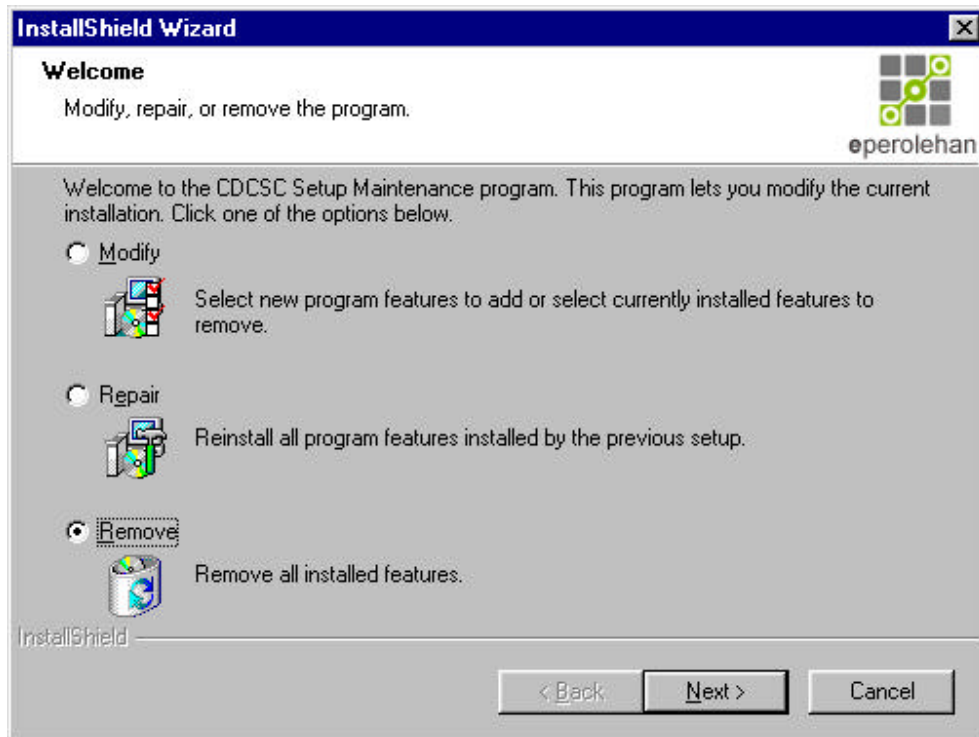 InstallShield Wizard
Welcome
Modify, repair, or remove the program.
eperolehan
Welcome to the CDCSC Setup Maintenance program. This program lets you modify the current
installation. Click one of the options below.
Modify
Select new program features to add or select currently installed features to
remove.
Repair
Reinstall all program features installed by the previous setup.
Remove
Remove all installed features.
InstallShield
< Back Next > Cancel